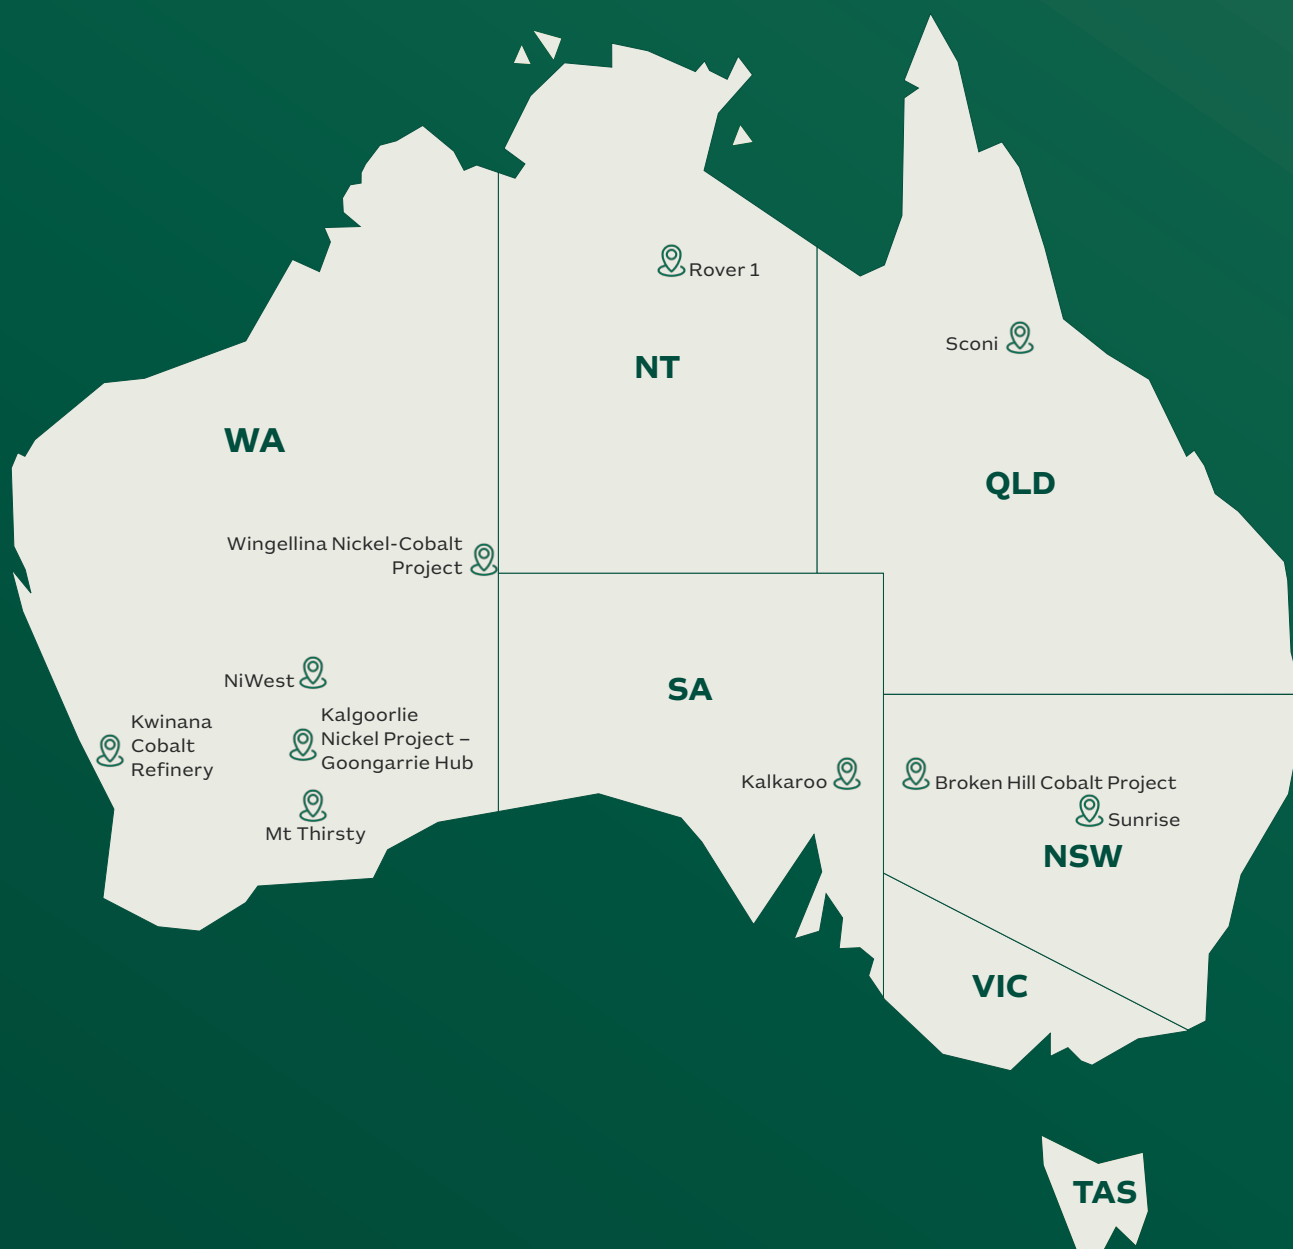 Rover 1
Sconi
NT
WA
QLD
Wingellina Nickel-Cobalt
Project
NiWest
SA
Kwinana
Cobalt
Refinery
Kalgoorlie
Nickel Project –
Goongarrie Hub
Kalkaroo
Broken Hill Cobalt Project
Mt Thirsty
Sunrise
NSW
VIC
TAS